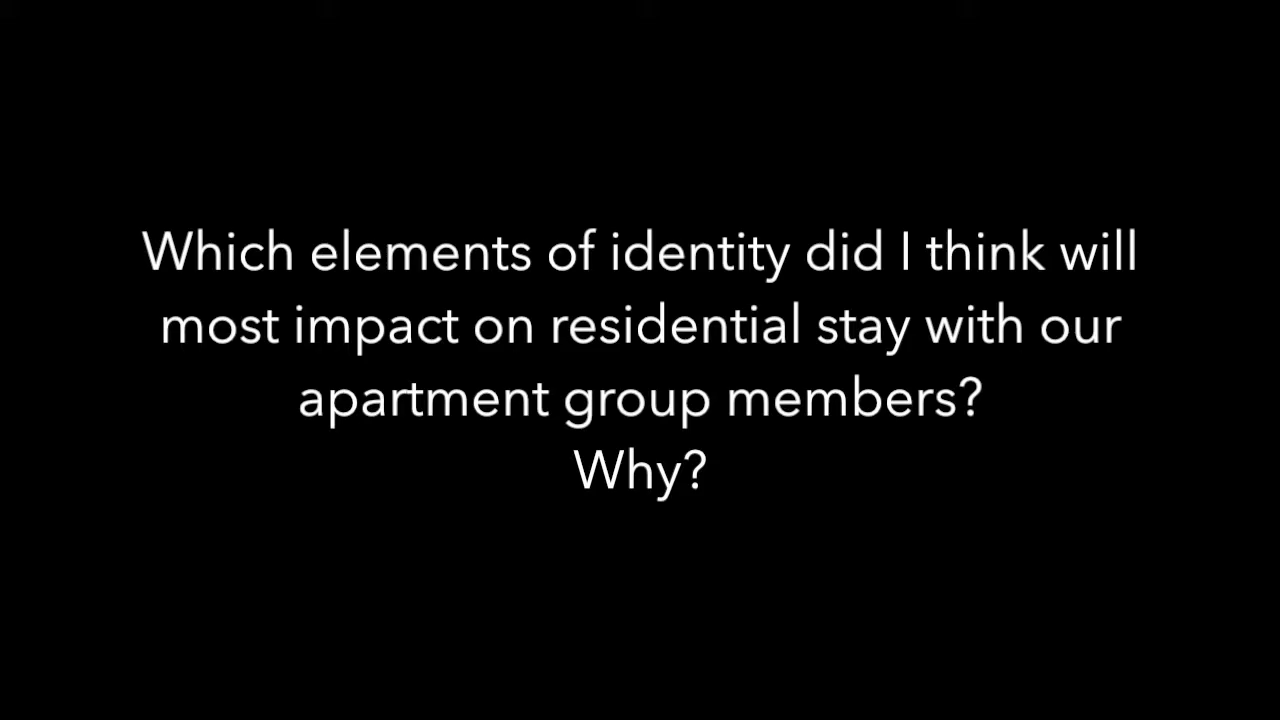 Which elements of identity did I think will
most impact on residential stay with our
apartment group members?
Why?